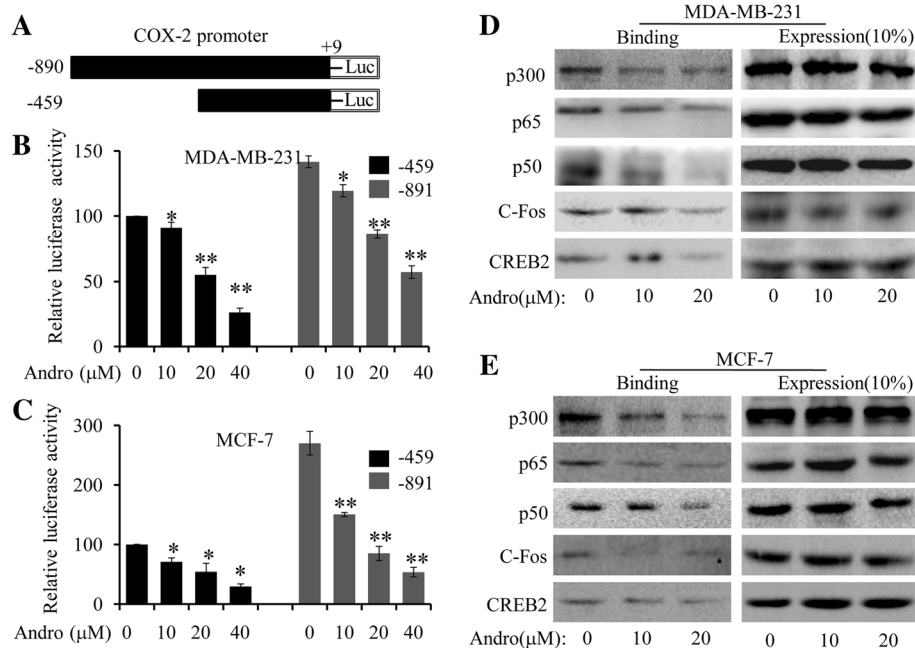 A
COX-2 promoter
+9
-890
Luc
-459
Luc
B
MDA-MB-231
-459
-891
Relative luciferase activity
150
100
50
0
*
**
**
*
**
**
Andro (μM) 0 10 20 40 0 10 20 40
C
MCF-7
-459
-891
Relative luciferase activity
300
200
100
0
*
*
*
**
**
**
Andro (μM) 0 10 20 40 0 10 20 40
D
MDA-MB-231
Binding Expression(10%)
p300
p65
p50
C-Fos
CREB2
Andro(μM): 0 10 20 0 10 20
E
MCF-7
Binding Expression(10%)
p300
p65
p50
C-Fos
CREB2
Andro(μM): 0 10 20 0 10 20